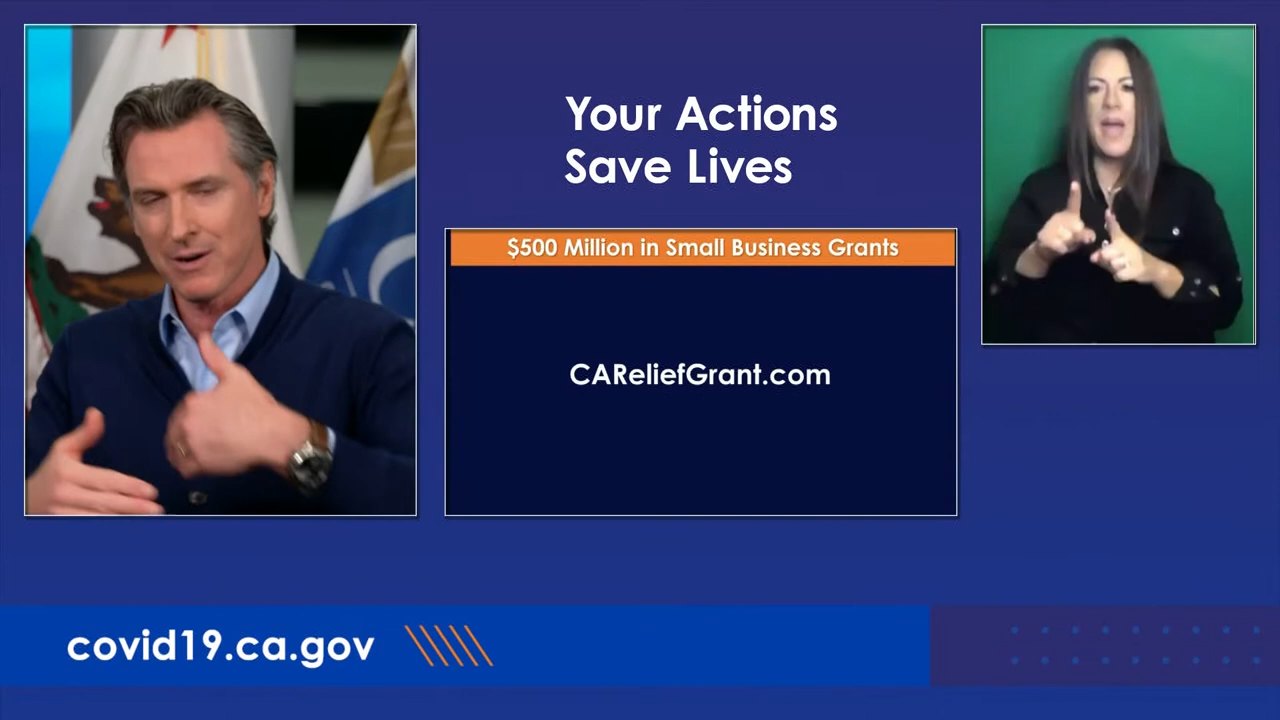 Your Actions
Save Lives
$500 Million in Small Business Grants
CAReliefGrant.com
covid19.ca.gov